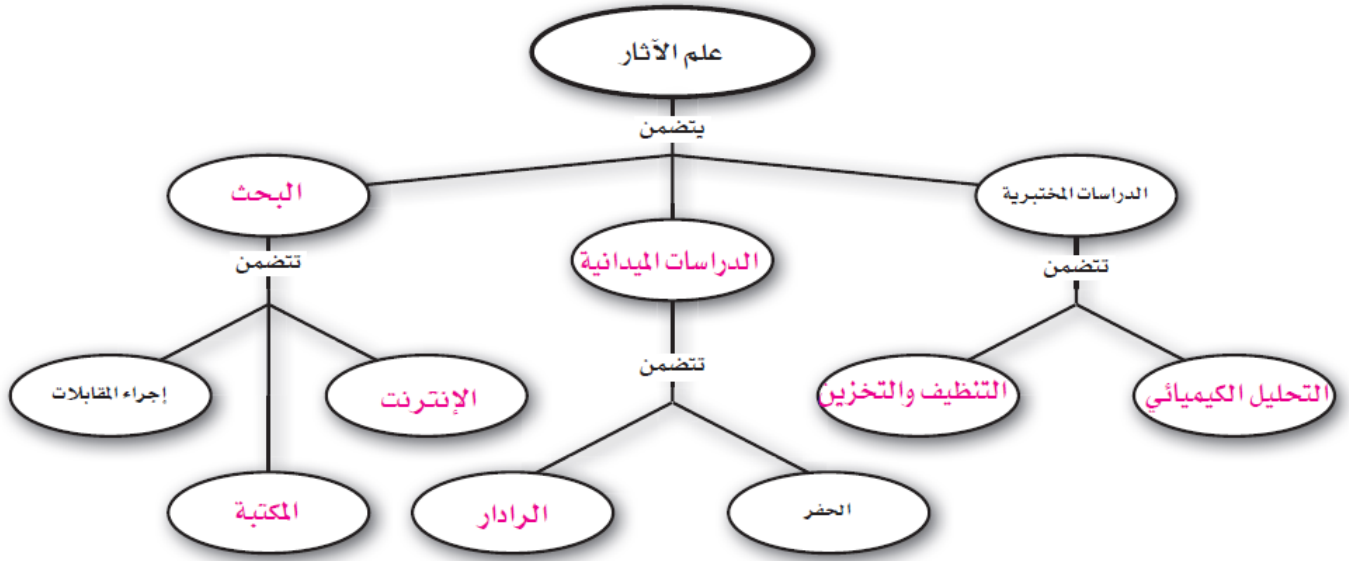 علم الآثار
يتضمن
الدراسات المختبرية
البحث
الدراسات الميدانية
تتضمن
تتضمن
تتضمن
التحليل الكيميائي
التنظيف والتخزين
الإنترنت
إجراء المقابلات
الحفر
الرادار
المكتبة